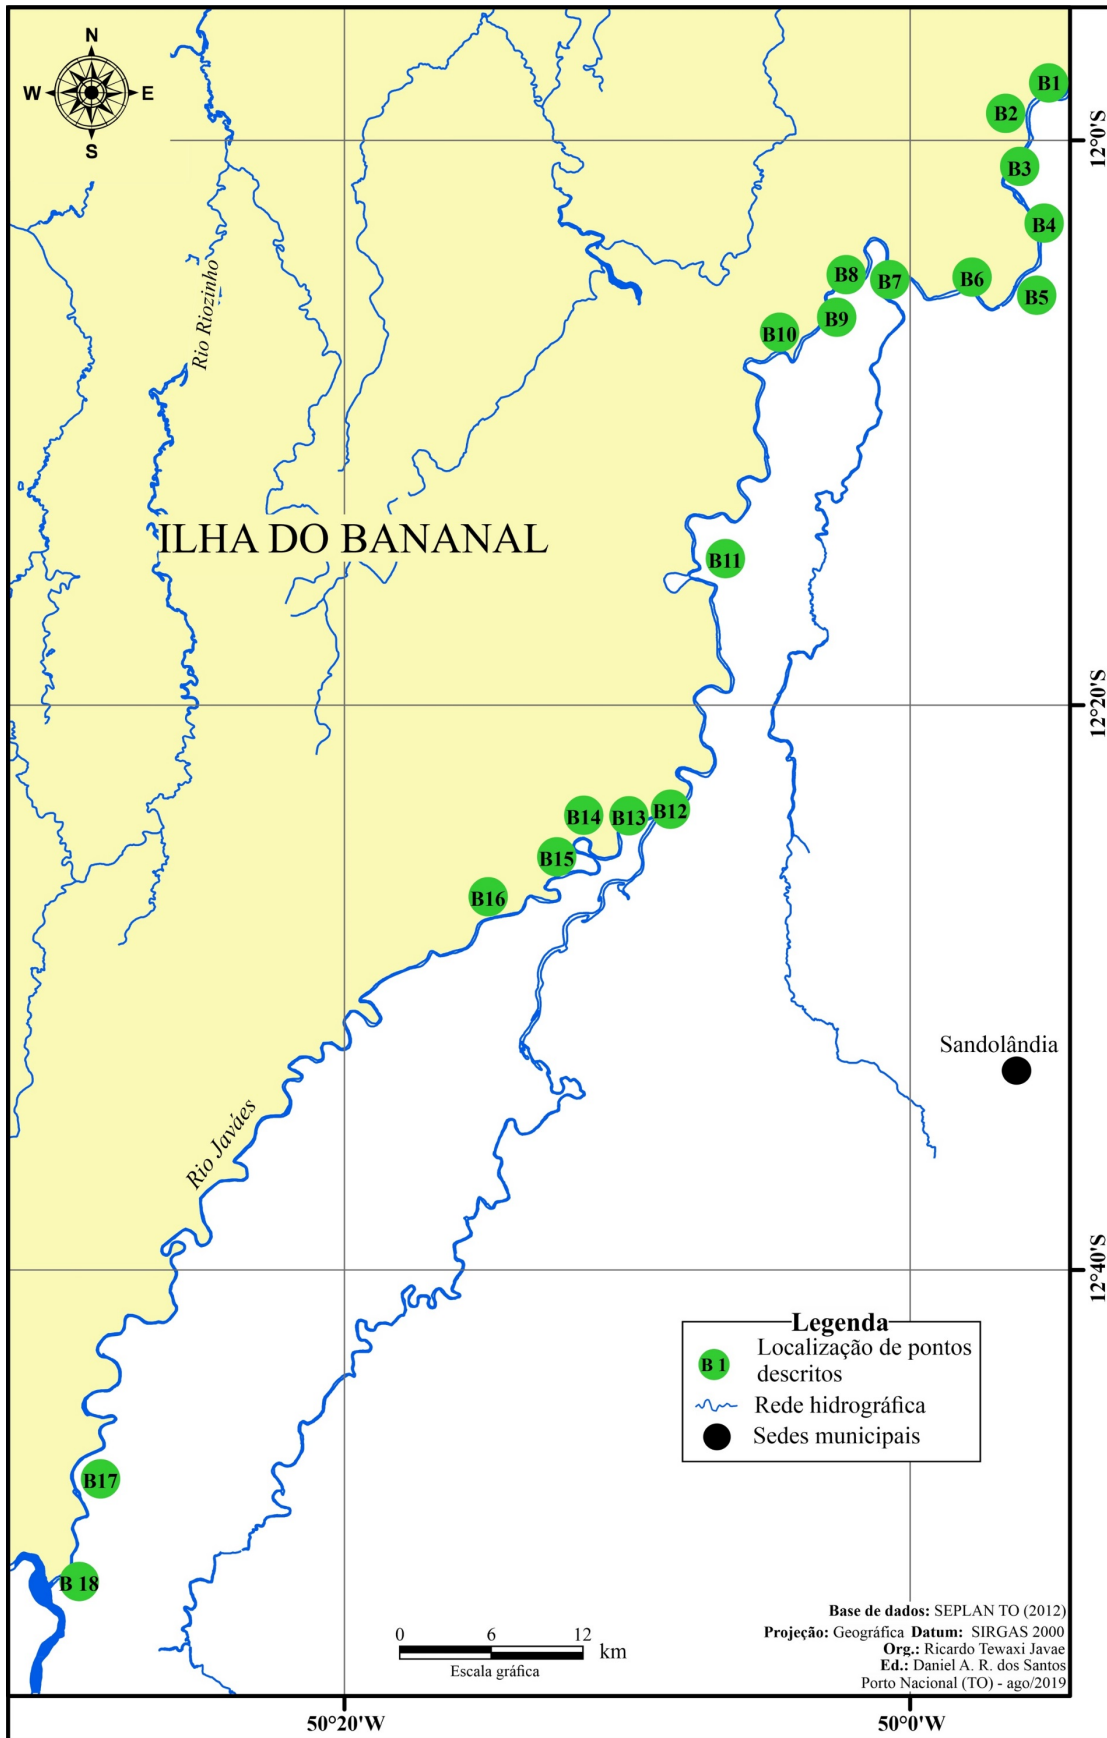 N
W
E
S
B1
B2
12°0'S
B3
B4
B8
B7
B6
B5
Rio Riozinho
B9
B10
ILHA DO BANANAL
B11
12°20'S
B14
B13
B12
B15
B16
Sandolândia
Rio Javáes
12°40'S
Legenda
B 1
Localização de pontos
descritos
Rede hidrográfica
Sedes municipais
B17
B 18
Base de dados: SEPLAN TO (2012)
Projeção: Geográfica Datum: SIRGAS 2000
Org.: Ricardo Tewaxi Javae
Ed.: Daniel A. R. dos Santos
Porto Nacional (TO) - ago/2019
0 6 12 km
Escala gráfica
50°20'W
50°0'W